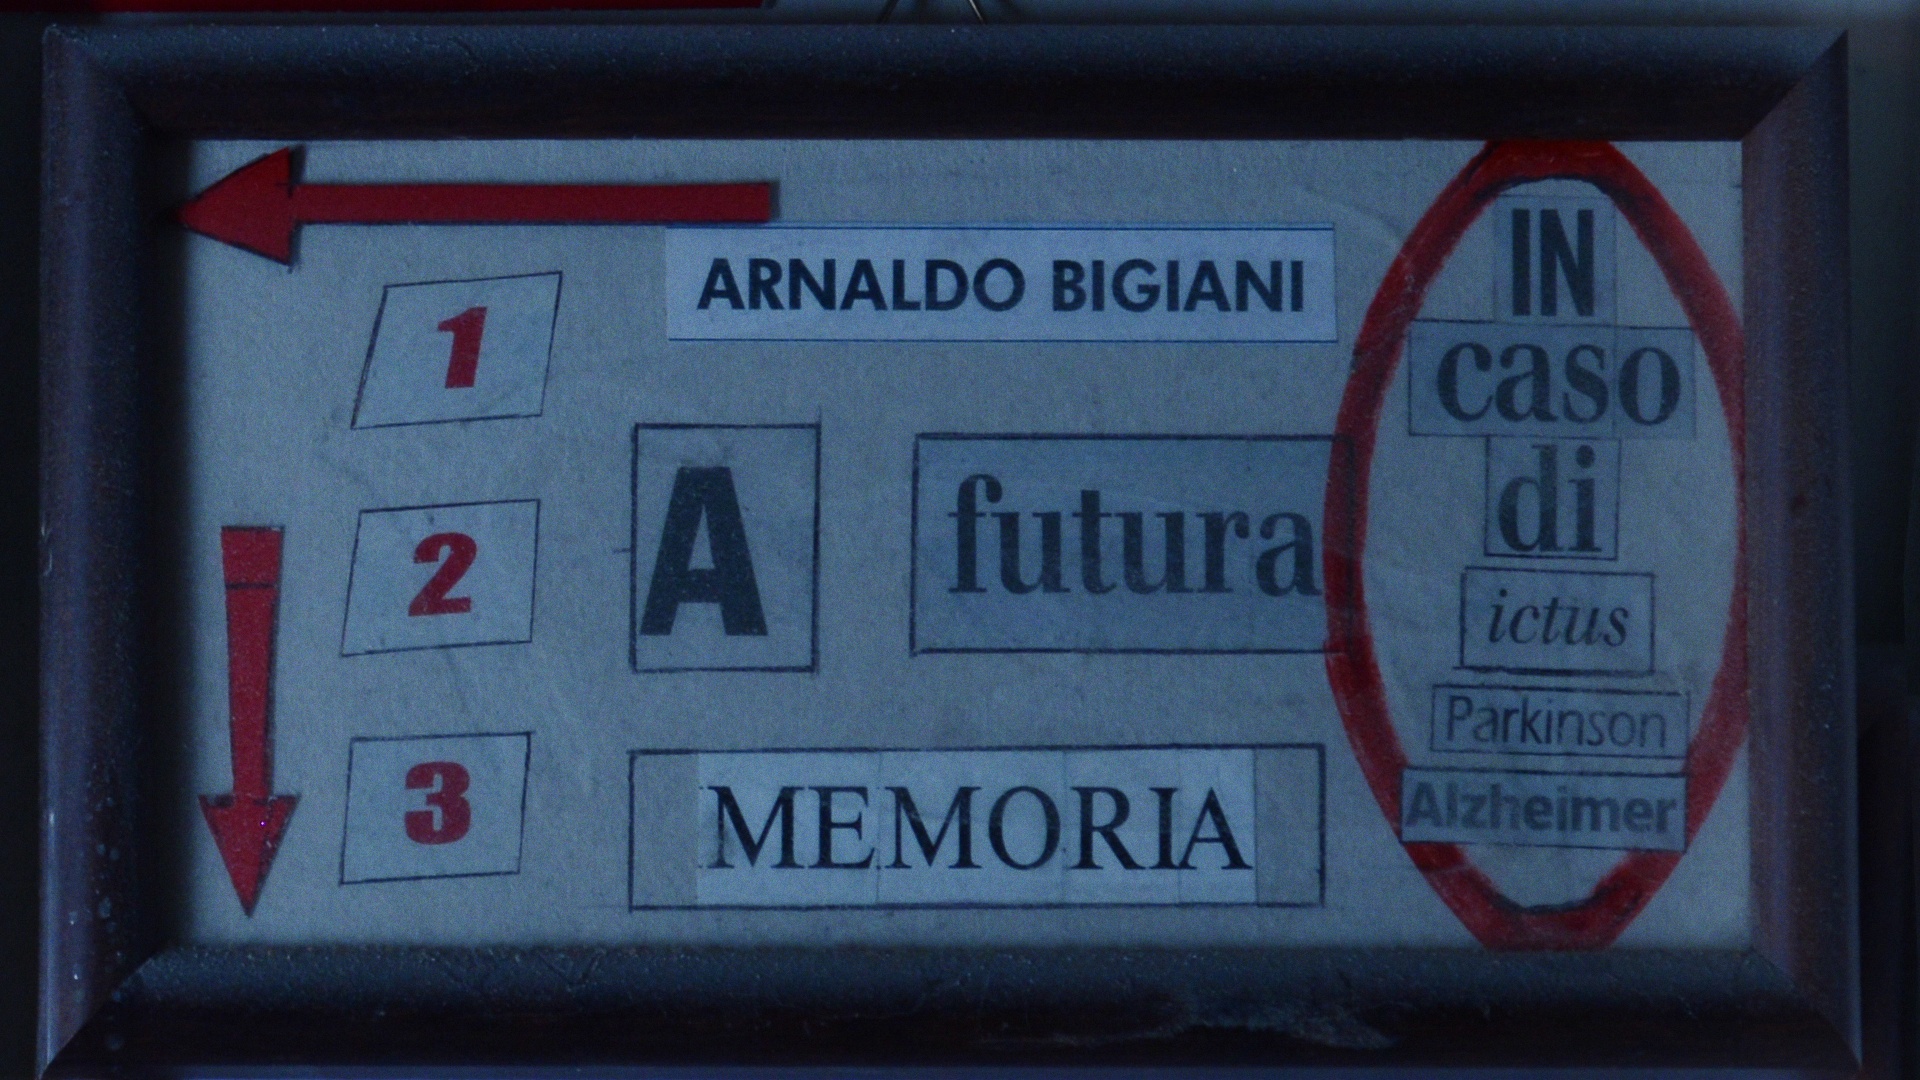 ARNALDO BIGIANI
1
2
3
A futura
MEMORIA
IN
caso
di
ictus
Parkinson
Alzheimer